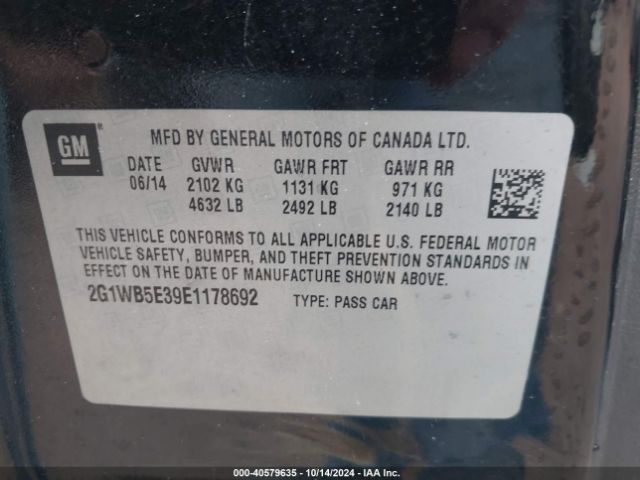 GM ®
MFD BY GENERAL MOTORS OF CANADA LTD.
DATE GVWR GAWR FRT GAWR RR
06/14 2102 KG 1131 KG 971 KG
4632 LB 2492 LB 2140 LB
THIS VEHICLE CONFORMS TO ALL APPLICABLE U.S. FEDERAL MOTOR
VEHICLE SAFETY, BUMPER, AND THEFT PREVENTION STANDARDS IN
EFFECT ON THE DATE OF MANUFACTURE SHOWN ABOVE.
2G1WB5E39E1178692 TYPE: PASS CAR
000-40579635 - 10/14/2024 - IAA Inc.